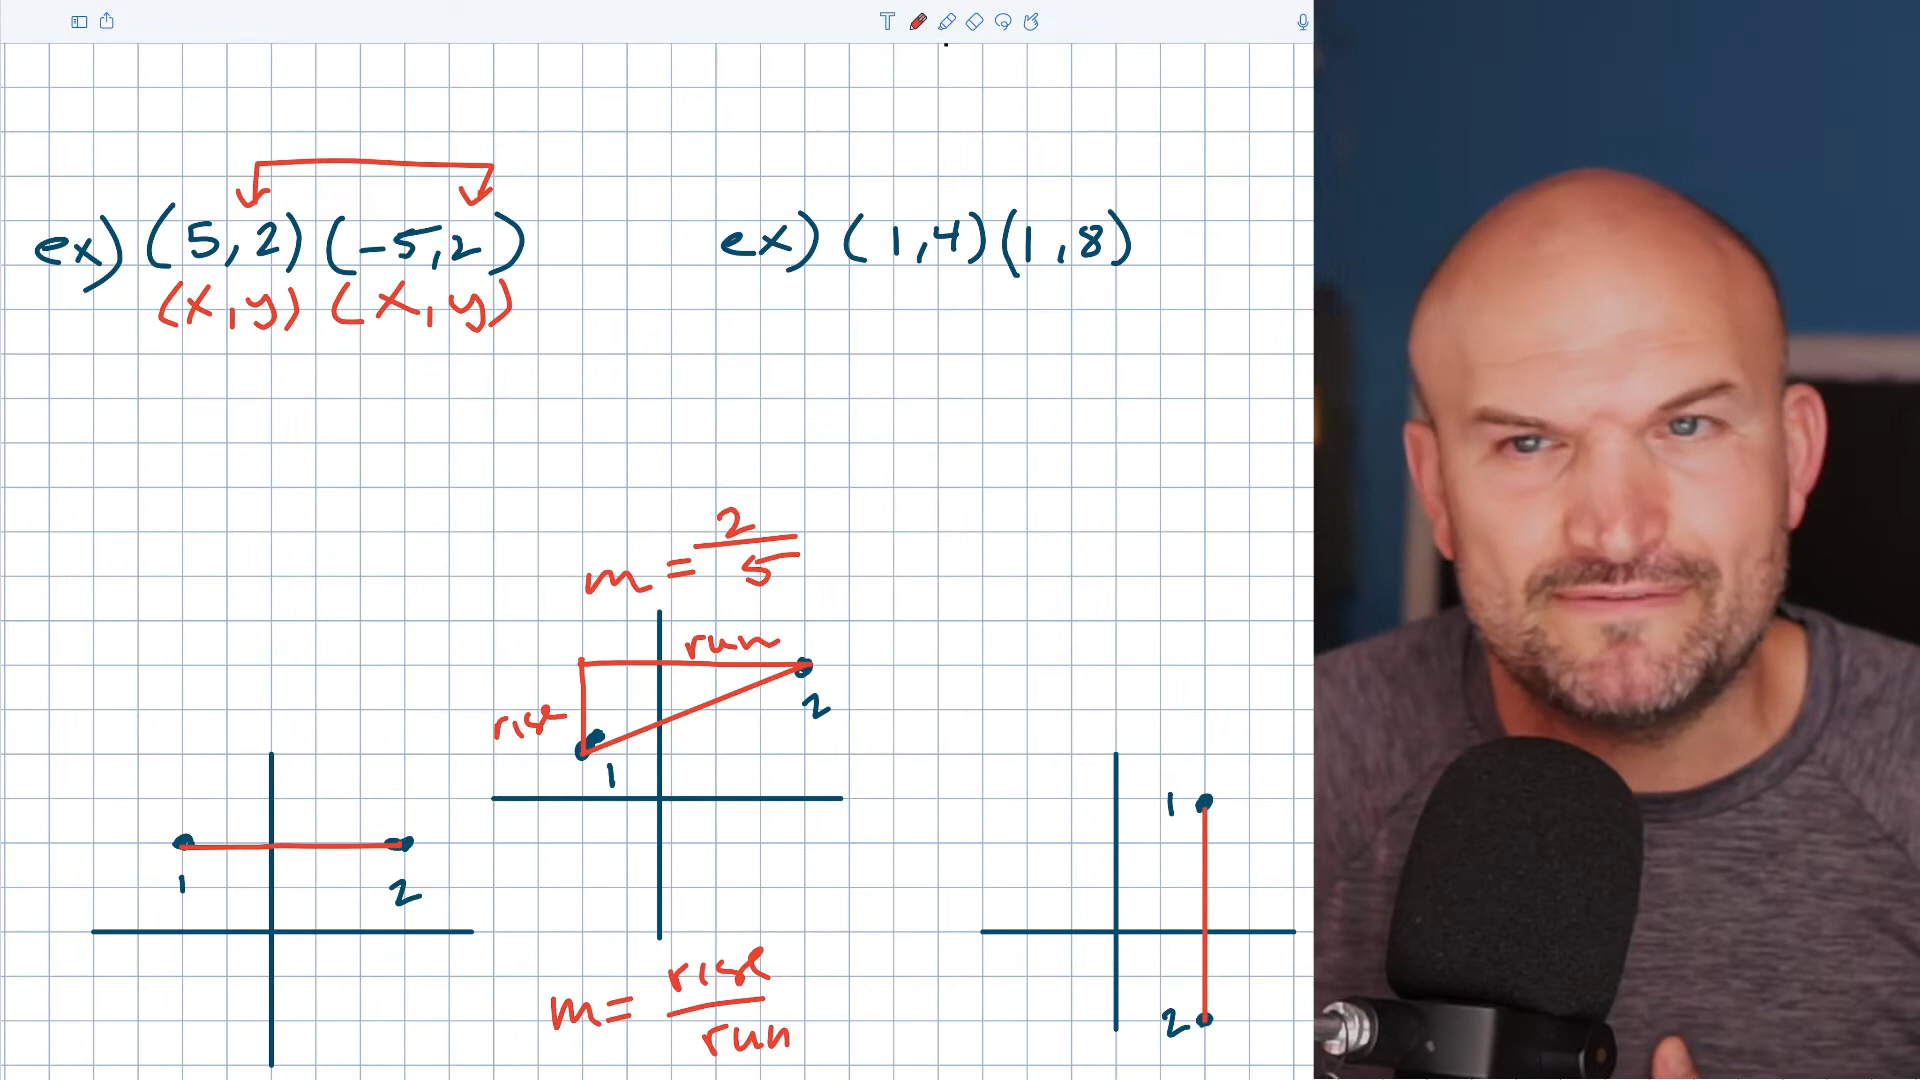 ex) (5,2) (-5,2)
(x,y) (x,y)
ex) (1,4) (1,8)
m = 2/5
run
rise
1
2
1
2
1
2
m = rise/run